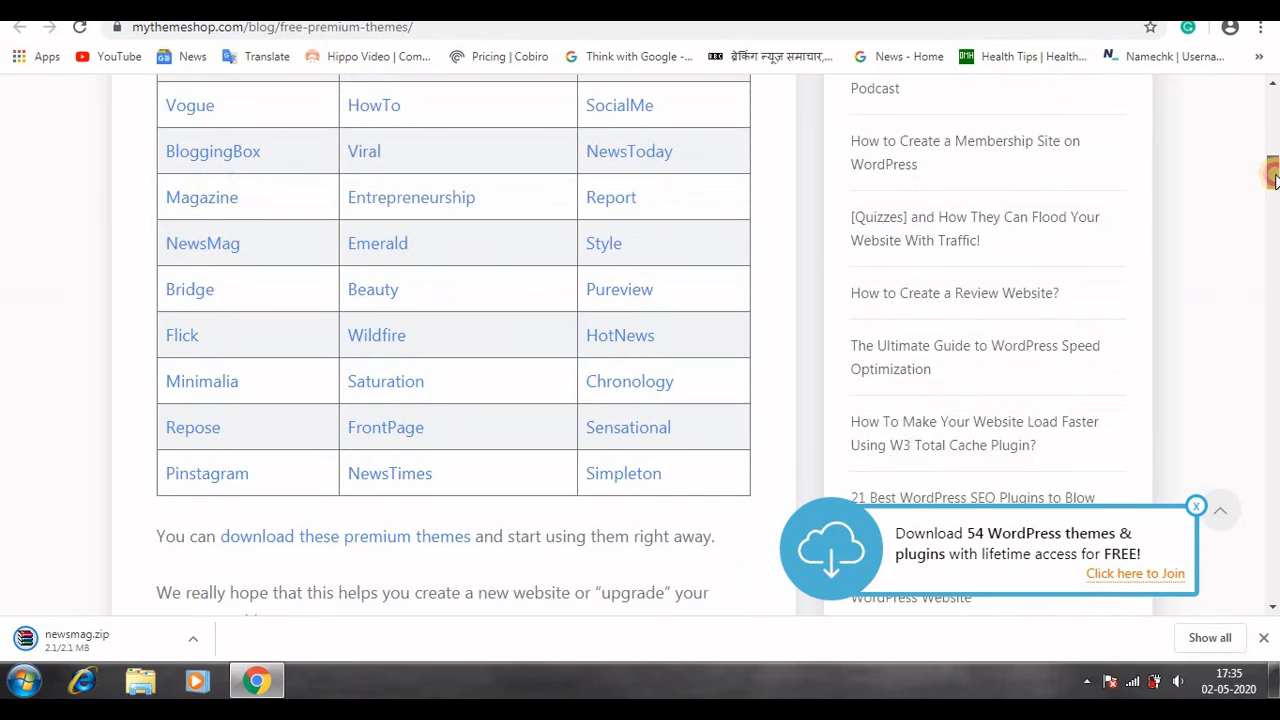 mythemeshop.com/blog/free-premium-themes/
Apps YouTube News Translate Hippo Video | Com... Pricing | Cobiro Think with Google -... BBC ब्रेकिंग न्यूज़ समाचार,... News - Home DMH Health Tips | Health... Namechk | Userna... »
Vogue HowTo SocialMe
BloggingBox Viral NewsToday
Magazine Entrepreneurship Report
NewsMag Emerald Style
Bridge Beauty Pureview
Flick Wildfire HotNews
Minimalia Saturation Chronology
Repose FrontPage Sensational
Pinstagram NewsTimes Simpleton
You can download these premium themes and start using them right away.
We really hope that this helps you create a new website or “upgrade” your
Podcast
How to Create a Membership Site on
WordPress
[Quizzes] and How They Can Flood Your
Website With Traffic!
How to Create a Review Website?
The Ultimate Guide to WordPress Speed
Optimization
How To Make Your Website Load Faster
Using W3 Total Cache Plugin?
21 Best WordPress SEO Plugins to Blow
WordPress Website
Download 54 WordPress themes &
plugins with lifetime access for FREE!
Click here to Join
X
newsmag.zip
2.1/2.1 MB
Show all
17:35
02-05-2020